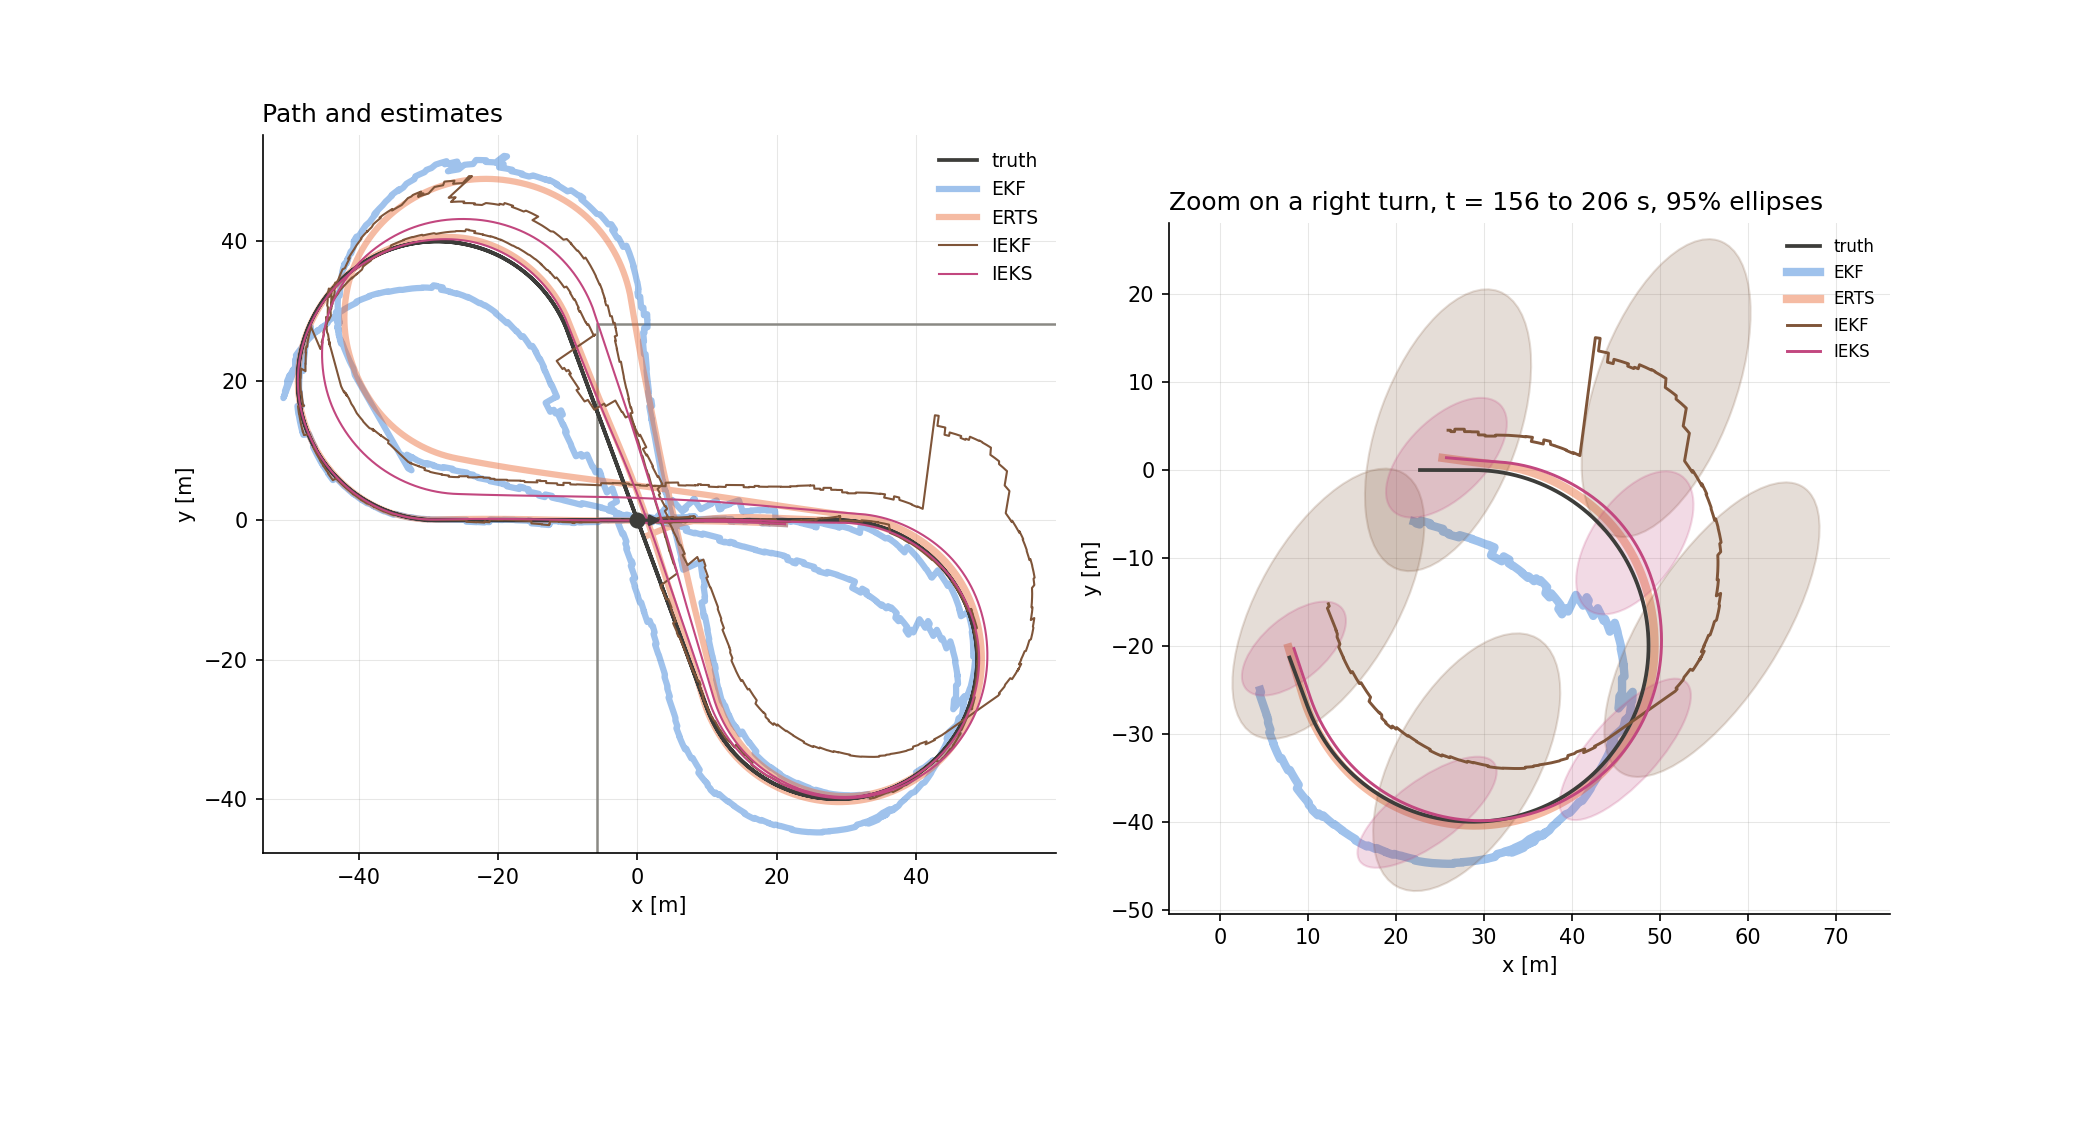 Path and estimates
truth
EKF
ERTS
IEKF
IEKS
40
20
0
−20
−40
y [m]
−40
−20
0
20
40
x [m]
Zoom on a right turn, t = 156 to 206 s, 95% ellipses
truth
EKF
ERTS
IEKF
IEKS
20
10
0
−10
−20
−30
−40
−50
y [m]
0
10
20
30
40
50
60
70
x [m]